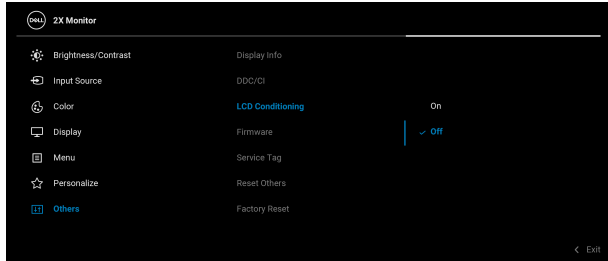 DELL 2X Monitor
Brightness/Contrast Display Info
Input Source DDC/CI
Color LCD Conditioning On
Display Firmware Off
Menu Service Tag
Personalize Reset Others
Others Factory Reset
Exit